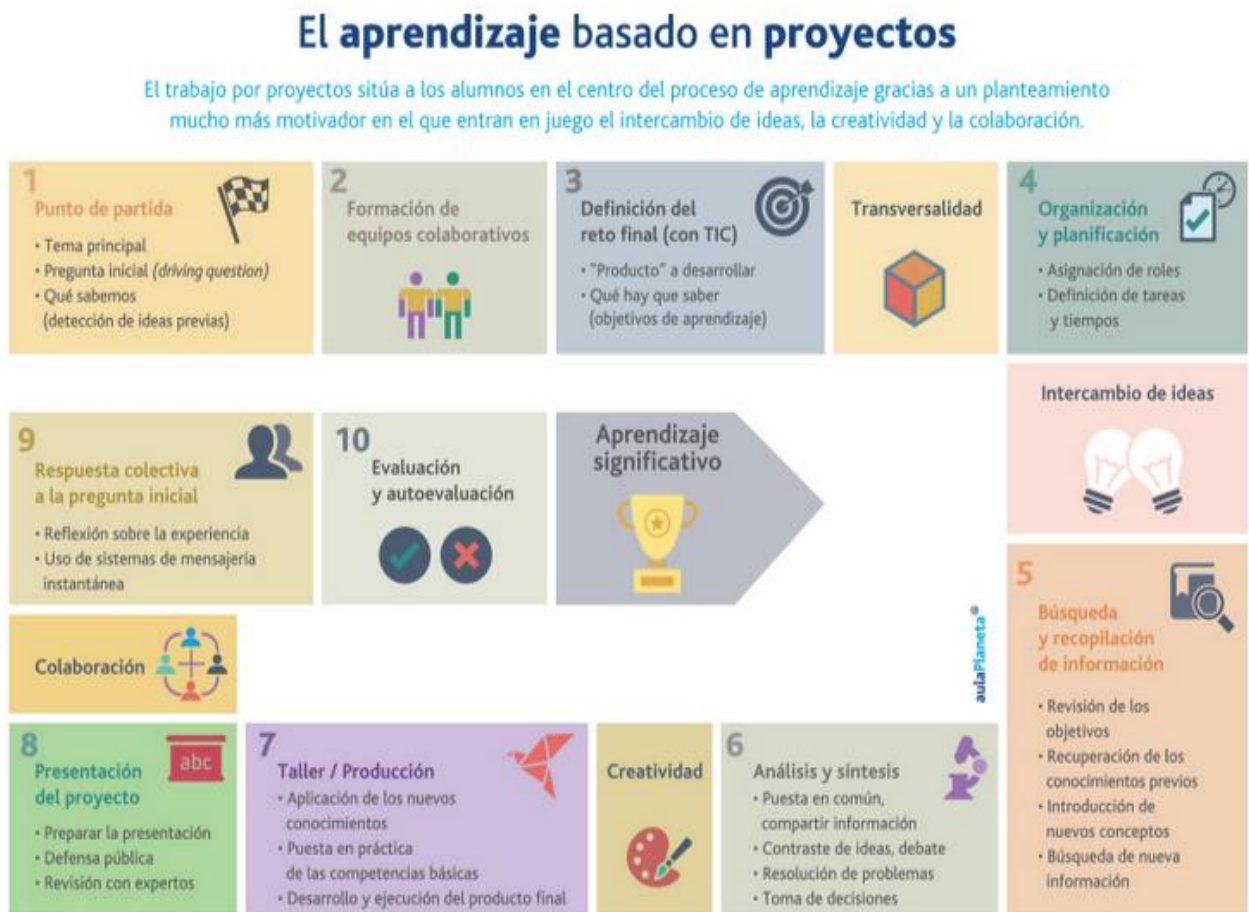 El aprendizaje basado en proyectos
El trabajo por proyectos sitúa a los alumnos en el centro del proceso de aprendizaje gracias a un planteamiento
mucho más motivador en el que entran en juego el intercambio de ideas, la creatividad y la colaboración.
1
Punto de partida
• Tema principal
• Pregunta inicial (driving question)
• Qué sabemos
(detección de ideas previas)
2
Formación de
equipos colaborativos
3
Definición del
reto final (con TIC)
• "Producto" a desarrollar
• Qué hay que saber
(objetivos de aprendizaje)
Transversalidad
4
Organización
y planificación
• Asignación de roles
• Definición de tareas
y tiempos
Intercambio de ideas
5
Búsqueda
y recopilación
de información
• Revisión de los
objetivos
• Recuperación de los
conocimientos previos
• Introducción de
nuevos conceptos
• Búsqueda de nueva
información
6
Análisis y síntesis
• Puesta en común,
compartir información
• Contraste de ideas, debate
• Resolución de problemas
• Toma de decisiones
Creatividad
7
Taller / Producción
• Aplicación de los nuevos
conocimientos
• Puesta en práctica
de las competencias básicas
• Desarrollo y ejecución del producto final
8
abc
Presentación
del proyecto
• Preparar la presentación
• Defensa pública
• Revisión con expertos
Colaboración
9
Respuesta colectiva
a la pregunta inicial
• Reflexión sobre la experiencia
• Uso de sistemas de mensajería
instantánea
10
Evaluación
y autoevaluación
Aprendizaje
significativo
aulaPlaneta®